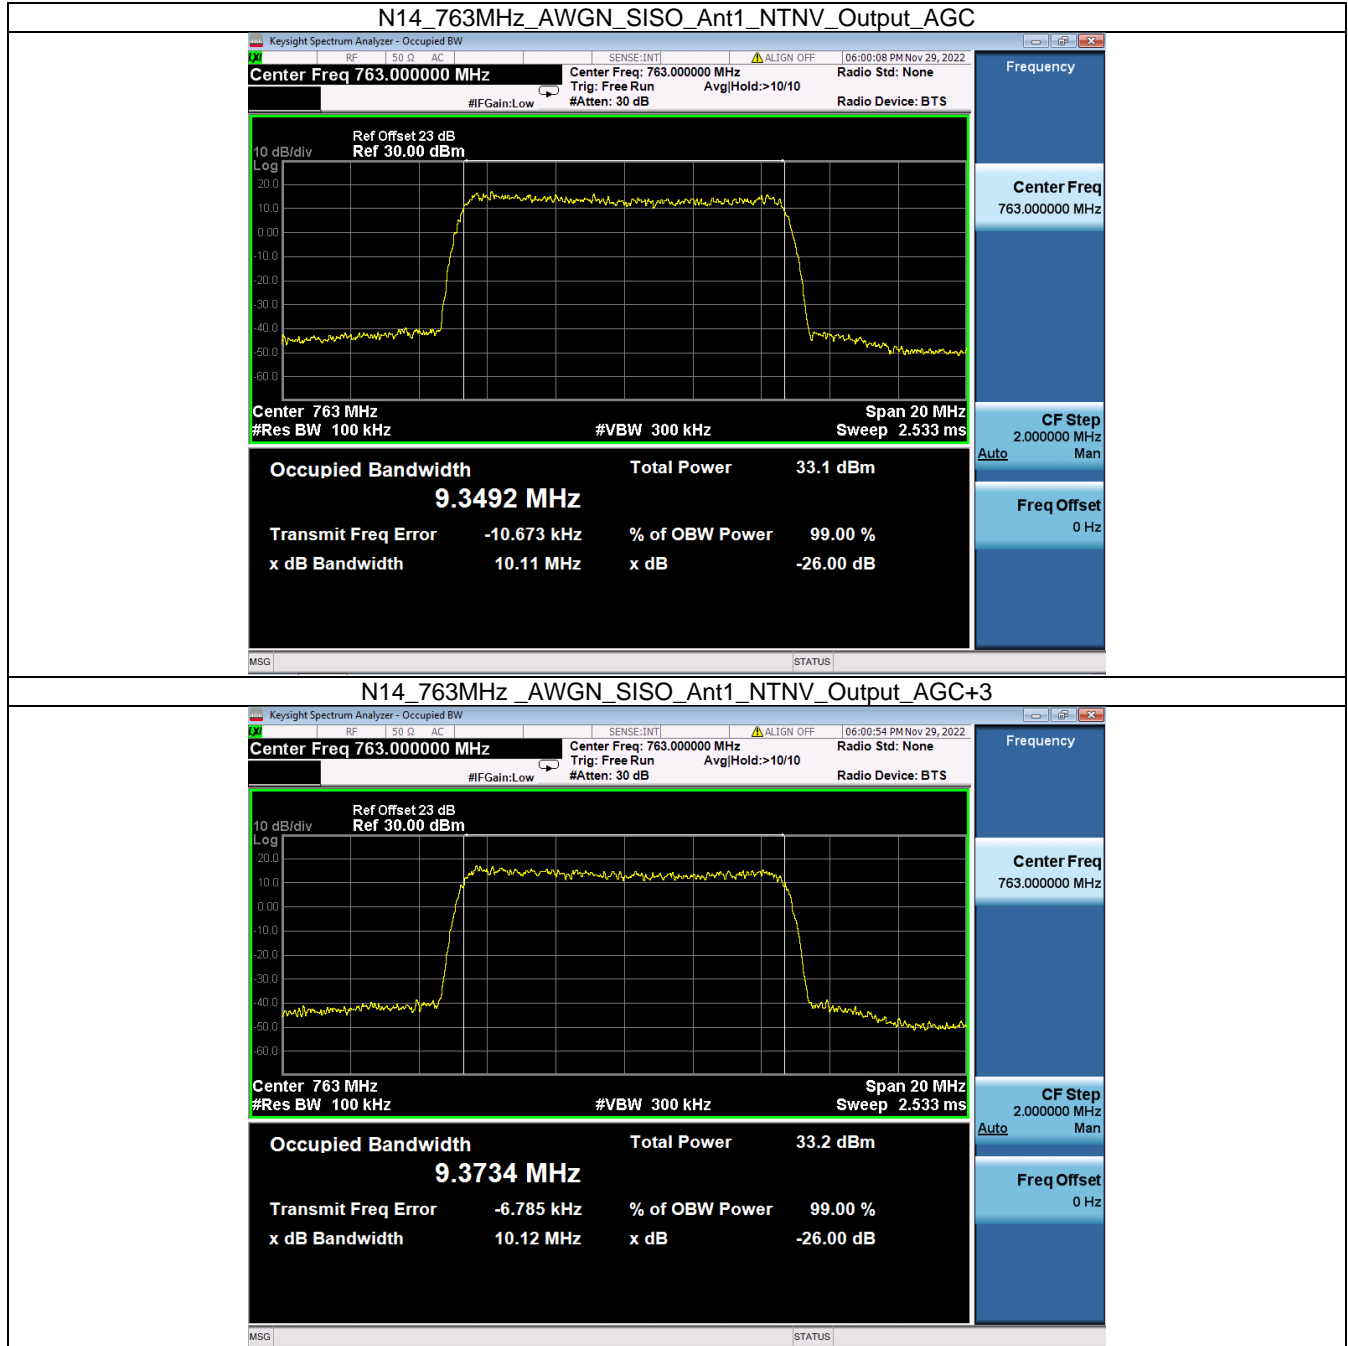 N14_763MHz_AWGN_SISO_Ant1_NTNV_Output_AGC
Keysight Spectrum Analyzer - Occupied BW
LXI RF 50 Ω AC SENSE:INT ALIGN OFF 06:00:08 PM Nov 29, 2022
Center Freq 763.000000 MHz
Center Freq: 763.000000 MHz
Radio Std: None
Trig: Free Run Avg|Hold:>10/10
#IFGain:Low #Atten: 30 dB
Radio Device: BTS
Frequency
Ref Offset 23 dB
10 dB/div Ref 30.00 dBm
Log
20.0
10.0
0.00
-10.0
-20.0
-30.0
-40.0
-50.0
-60.0
Center 763 MHz Span 20 MHz
#Res BW 100 kHz #VBW 300 kHz Sweep 2.533 ms
Center Freq
763.000000 MHz
CF Step
2.000000 MHz
Auto Man
Freq Offset
0 Hz
Occupied Bandwidth Total Power 33.1 dBm
9.3492 MHz
Transmit Freq Error -10.673 kHz % of OBW Power 99.00 %
x dB Bandwidth 10.11 MHz x dB -26.00 dB
MSG STATUS
N14_763MHz _AWGN_SISO_Ant1_NTNV_Output_AGC+3
Keysight Spectrum Analyzer - Occupied BW
LXI RF 50 Ω AC SENSE:INT ALIGN OFF 06:00:54 PM Nov 29, 2022
Center Freq 763.000000 MHz
Center Freq: 763.000000 MHz
Radio Std: None
Trig: Free Run Avg|Hold:>10/10
#IFGain:Low #Atten: 30 dB
Radio Device: BTS
Frequency
Ref Offset 23 dB
10 dB/div Ref 30.00 dBm
Log
20.0
10.0
0.00
-10.0
-20.0
-30.0
-40.0
-50.0
-60.0
Center 763 MHz Span 20 MHz
#Res BW 100 kHz #VBW 300 kHz Sweep 2.533 ms
Center Freq
763.000000 MHz
CF Step
2.000000 MHz
Auto Man
Freq Offset
0 Hz
Occupied Bandwidth Total Power 33.2 dBm
9.3734 MHz
Transmit Freq Error -6.785 kHz % of OBW Power 99.00 %
x dB Bandwidth 10.12 MHz x dB -26.00 dB
MSG STATUS